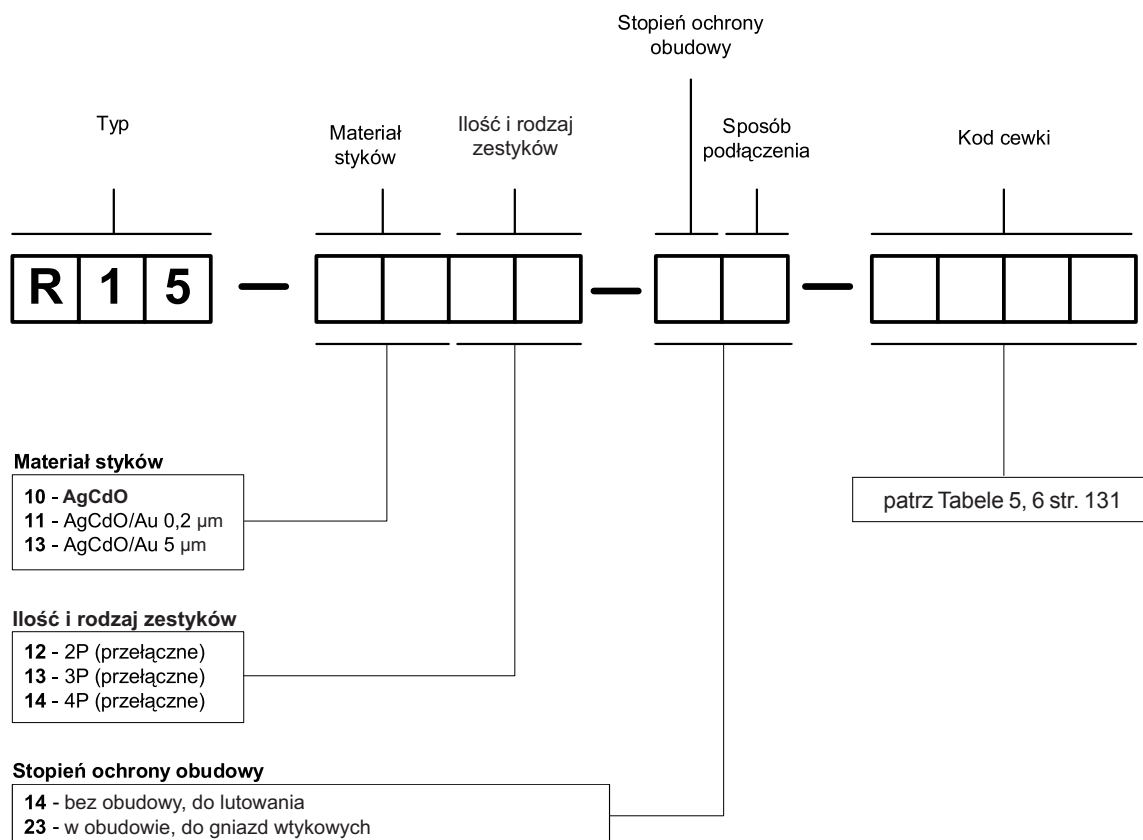 Stopień ochrony
obudowy
Typ
Materiał
styków
Ilość i rodzaj
zestyków
Sposób
podłączenia
Kod cewki
R 1 5 — — —
Materiał styków
10 - AgCdO
11 - AgCdO/Au 0,2 µm
13 - AgCdO/Au 5 µm
patrz Tabele 5, 6 str. 131
Ilość i rodzaj zestyków
12 - 2P (przełączne)
13 - 3P (przełączne)
14 - 4P (przełączne)
Stopień ochrony obudowy
14 - bez obudowy, do lutowania
23 - w obudowie, do gniazd wtykowych